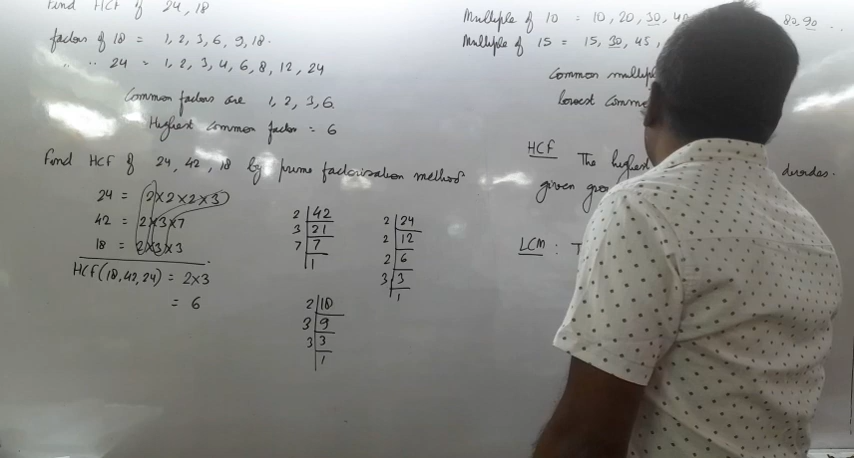 Find HCF of 24, 18
factors of 18 = 1, 2, 3, 6, 9, 18.
" " 24 = 1, 2, 3, 4, 6, 8, 12, 24
Common factors are 1, 2, 3, 6.
Highest common factor = 6
Find HCF of 24, 42, 18 by prime factorisation method
24 = 2×2×2×3
42 = 2×3×7
18 = 2×3×3
HCF(18,42,24) = 2×3
= 6
2 | 42
3 | 21
7 | 7
1
2 | 24
2 | 12
2 | 6
3 | 3
1
2 | 18
3 | 9
3 | 3
1
Multiple of 10 = 10, 20, 30, 40 80, 90 ...
Multiple of 15 = 15, 30, 45,
Common multipl
lowest comm
HCF The highest
given divides.
LCM: T